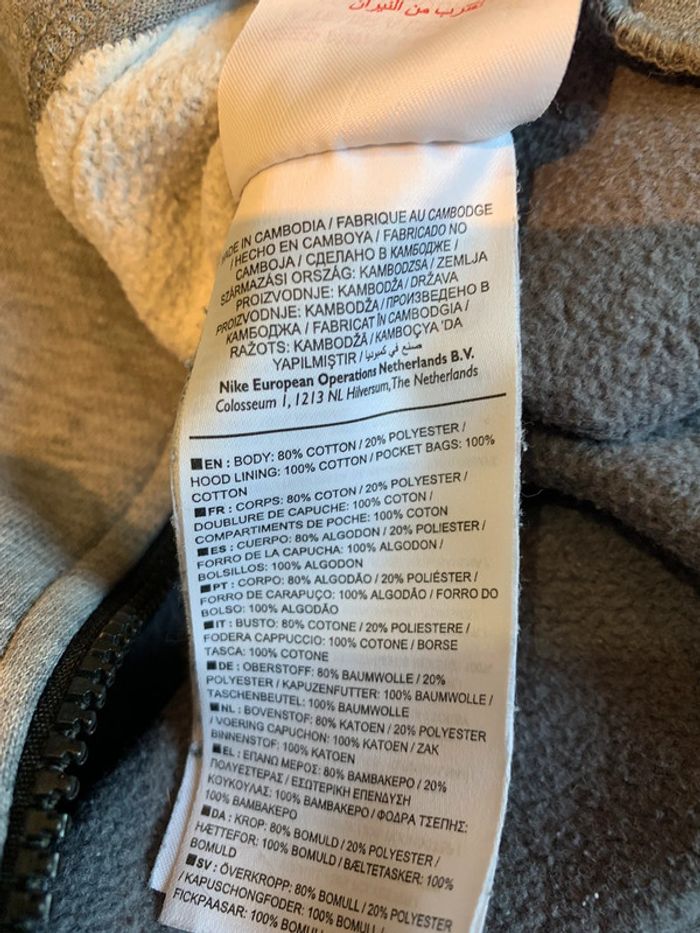 اقترب من النيران
MADE IN CAMBODIA / FABRIQUE AU CAMBODGE
/ HECHO EN CAMBOYA / FABRICADO NO
CAMBOJA / СДЕЛАНО В КАМБОДЖЕ /
SZÁRMAZÁSI ORSZÁG: KAMBODZSA / ZEMLJA
PROIZVODNJE: KAMBODŽA / DRŽAVA
PROIZVODNJE: KAMBODŽA / ПРОИЗВЕДЕНО В
КАМБОДЖА / FABRICAT ÎN CAMBODGIA /
RAŽOTS: KAMBODŽĀ / KAMBOÇYA 'DA
YAPILMIŞTIR / صنع في كمبوديا
Nike European Operations Netherlands B.V.
Colosseum 1, 1213 NL Hilversum, The Netherlands
EN : BODY: 80% COTTON / 20% POLYESTER /
HOOD LINING: 100% COTTON / POCKET BAGS: 100%
COTTON
FR : CORPS: 80% COTON / 20% POLYESTER /
DOUBLURE DE CAPUCHE: 100% COTON /
COMPARTIMENTS DE POCHE: 100% COTON
ES : CUERPO: 80% ALGODON / 20% POLIESTER /
FORRO DE LA CAPUCHA: 100% ALGODON /
BOLSILLOS: 100% ALGODON
PT : CORPO: 80% ALGODÃO / 20% POLIÉSTER /
FORRO DE CARAPUÇO: 100% ALGODÃO / FORRO DO
BOLSO: 100% ALGODÃO
IT : BUSTO: 80% COTONE / 20% POLIESTERE /
FODERA CAPPUCCIO: 100% COTONE / BORSE
TASCA: 100% COTONE
DE : OBERSTOFF: 80% BAUMWOLLE / 20%
POLYESTER / KAPUZENFUTTER: 100% BAUMWOLLE /
TASCHENBEUTEL: 100% BAUMWOLLE
NL : BOVENSTOF: 80% KATOEN / 20% POLYESTER
/ VOERING CAPUCHON: 100% KATOEN / ZAK
BINNENSTOF: 100% KATOEN
EL : ΕΠΑΝΩ ΜΕΡΟΣ: 80% ΒΑΜΒΑΚΕΡΟ / 20%
ΠΟΛΥΕΣΤΕΡΑΣ / ΕΣΩΤΕΡΙΚΗ ΕΠΕΝΔΥΣΗ
ΚΟΥΚΟΥΛΑΣ: 100% ΒΑΜΒΑΚΕΡΟ / ΦΟΔΡΑ ΤΣΕΠΗΣ:
100% ΒΑΜΒΑΚΕΡΟ
DA : KROP: 80% BOMULD / 20% POLYESTER /
HÆTTEFOR: 100% BOMULD / BÆLTETASKER: 100%
BOMULD
SV : ÖVERKROPP: 80% BOMULL / 20% POLYESTER
/ KAPUSCHONGFODER: 100% BOMULL /
FICKPAASAR: 100% BOMULL